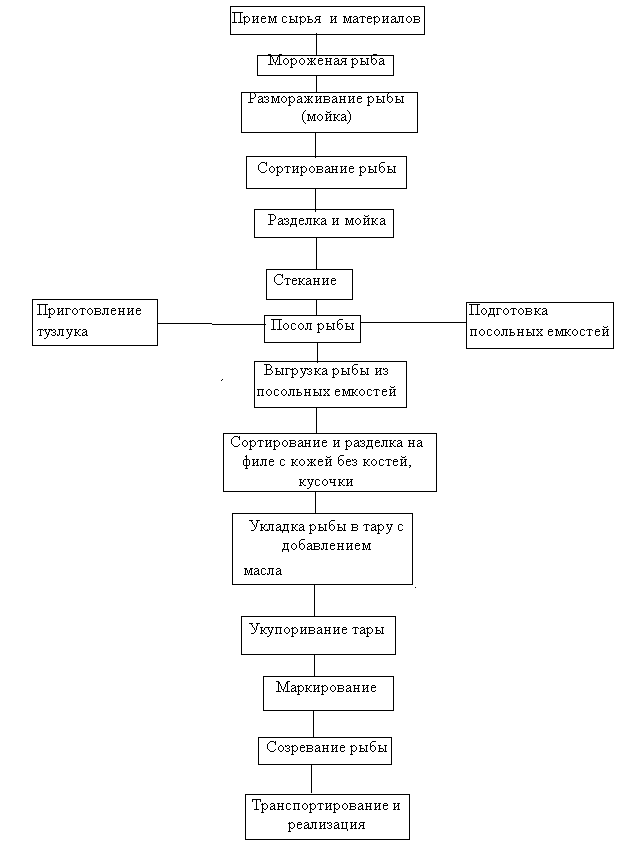 Прием сырья и материалов
Мороженая рыба
Размораживание рыбы
(мойка)
Сортирование рыбы
Разделка и мойка
Стекание
Приготовление
тузлука
Посол рыбы
Подготовка
посольных емкостей
Выгрузка рыбы из
посольных емкостей
Сортирование и разделка на
филе с кожей без костей,
кусочки
Укладка рыбы в тару с
добавлением
масла
Укупоривание тары
Маркирование
Созревание рыбы
Транспортирование и
реализация